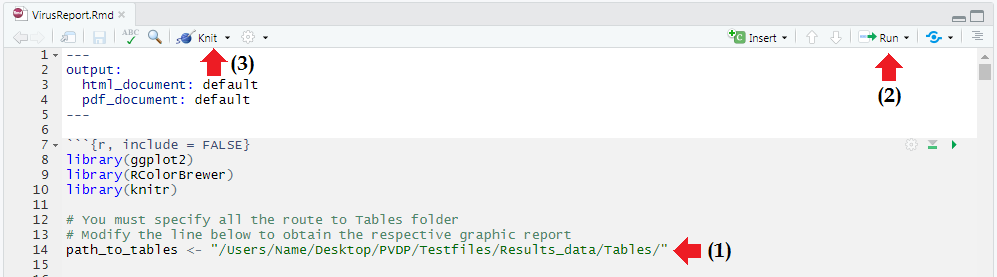 VirusReport.Rmd
ABC Knit Insert Run
(3) (2)
1 ---
2 output:
3   html_document: default
4   pdf_document: default
5 ---
6
7 ```{r, include = FALSE}
8 library(ggplot2)
9 library(RColorBrewer)
10 library(knitr)
11
12 # You must specify all the route to Tables folder
13 # Modify the line below to obtain the respective graphic report
14 path_to_tables <- "/Users/Name/Desktop/PVDP/Testfiles/Results_data/Tables/" (1)
15